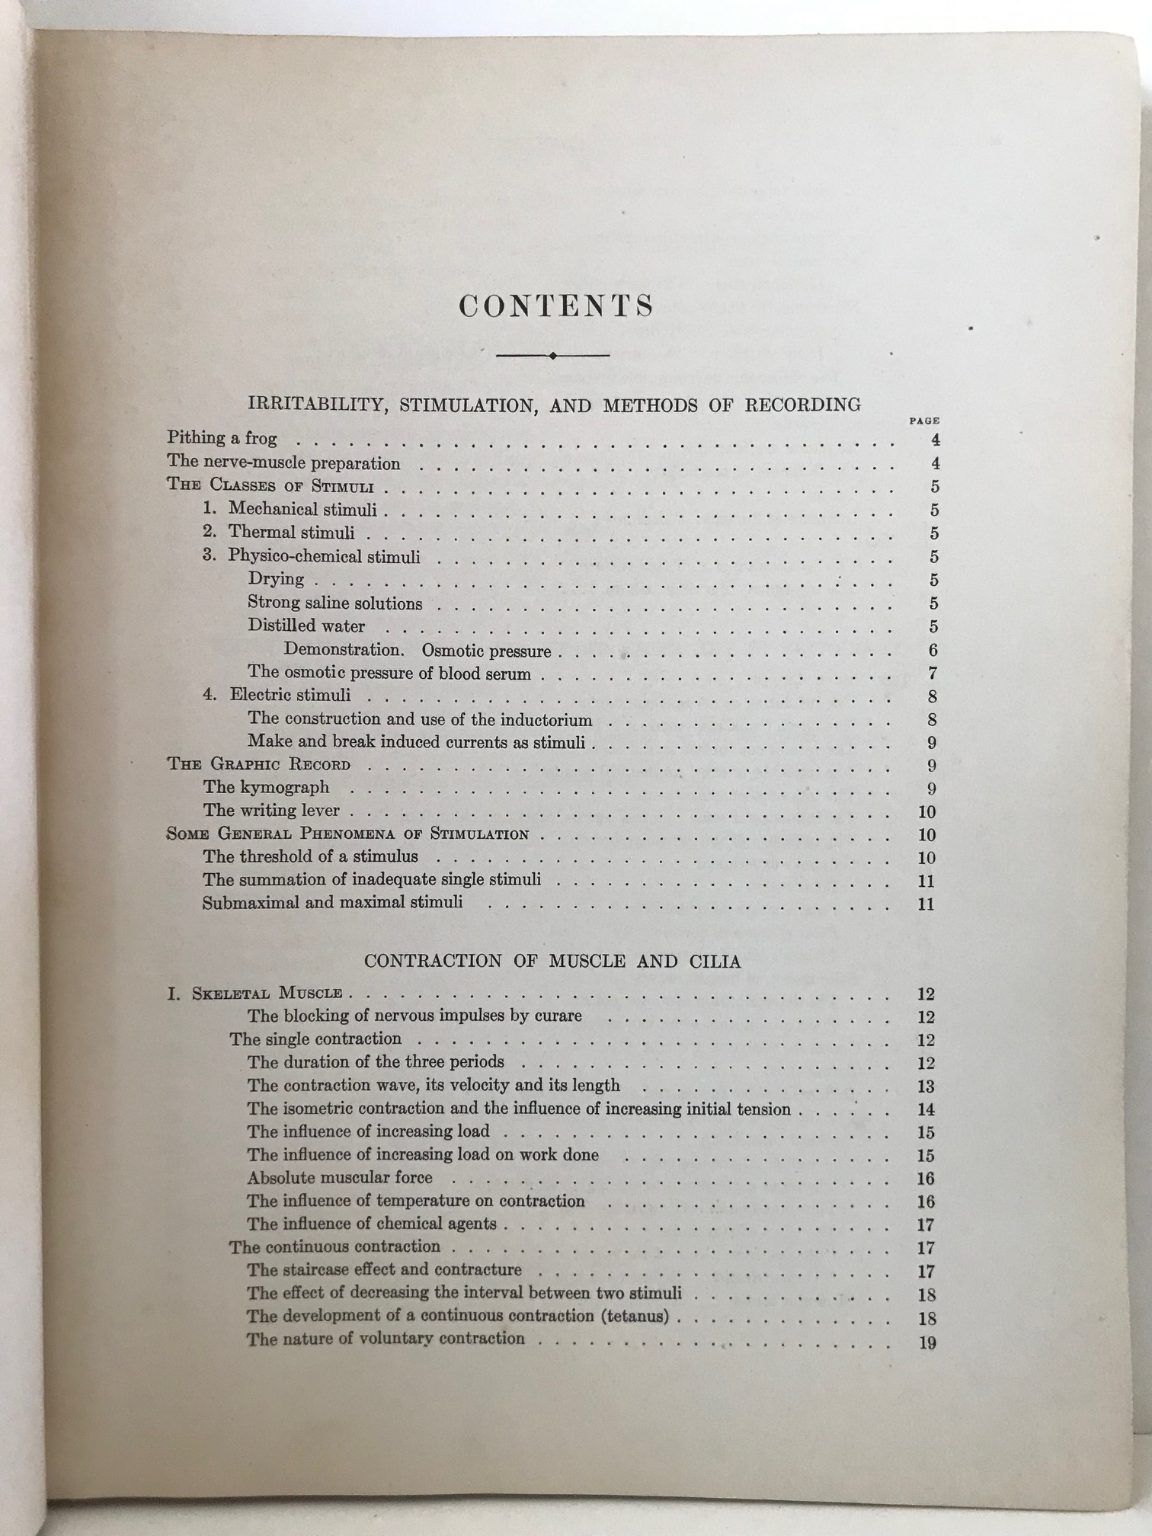 CONTENTS
IRRITABILITY, STIMULATION, AND METHODS OF RECORDING
PAGE
Pithing a frog . . . . . . . . . . 4
The nerve-muscle preparation . . . . . . . . . . 4
The Classes of Stimuli . . . . . . . . . . 5
1. Mechanical stimuli . . . . . . . . . . 5
2. Thermal stimuli . . . . . . . . . . 5
3. Physico-chemical stimuli . . . . . . . . . . 5
Drying . . . . . . . . . . 5
Strong saline solutions . . . . . . . . . . 5
Distilled water . . . . . . . . . . 5
Demonstration. Osmotic pressure . . . . . . . . . . 6
The osmotic pressure of blood serum . . . . . . . . . . 7
4. Electric stimuli . . . . . . . . . . 8
The construction and use of the inductorium . . . . . . . . . . 8
Make and break induced currents as stimuli . . . . . . . . . . 9
The Graphic Record . . . . . . . . . . 9
The kymograph . . . . . . . . . . 9
The writing lever . . . . . . . . . . 10
Some General Phenomena of Stimulation . . . . . . . . . . 10
The threshold of a stimulus . . . . . . . . . . 10
The summation of inadequate single stimuli . . . . . . . . . . 11
Submaximal and maximal stimuli . . . . . . . . . . 11
CONTRACTION OF MUSCLE AND CILIA
I. Skeletal Muscle . . . . . . . . . . 12
The blocking of nervous impulses by curare . . . . . . . . . . 12
The single contraction . . . . . . . . . . 12
The duration of the three periods . . . . . . . . . . 12
The contraction wave, its velocity and its length . . . . . . . . . . 13
The isometric contraction and the influence of increasing initial tension . . . . . . 14
The influence of increasing load . . . . . . . . . . 15
The influence of increasing load on work done . . . . . . . . . . 15
Absolute muscular force . . . . . . . . . . 16
The influence of temperature on contraction . . . . . . . . . . 16
The influence of chemical agents . . . . . . . . . . 17
The continuous contraction . . . . . . . . . . 17
The staircase effect and contracture . . . . . . . . . . 17
The effect of decreasing the interval between two stimuli . . . . . . . . . . 18
The development of a continuous contraction (tetanus) . . . . . . . . . . 18
The nature of voluntary contraction . . . . . . . . . . 19